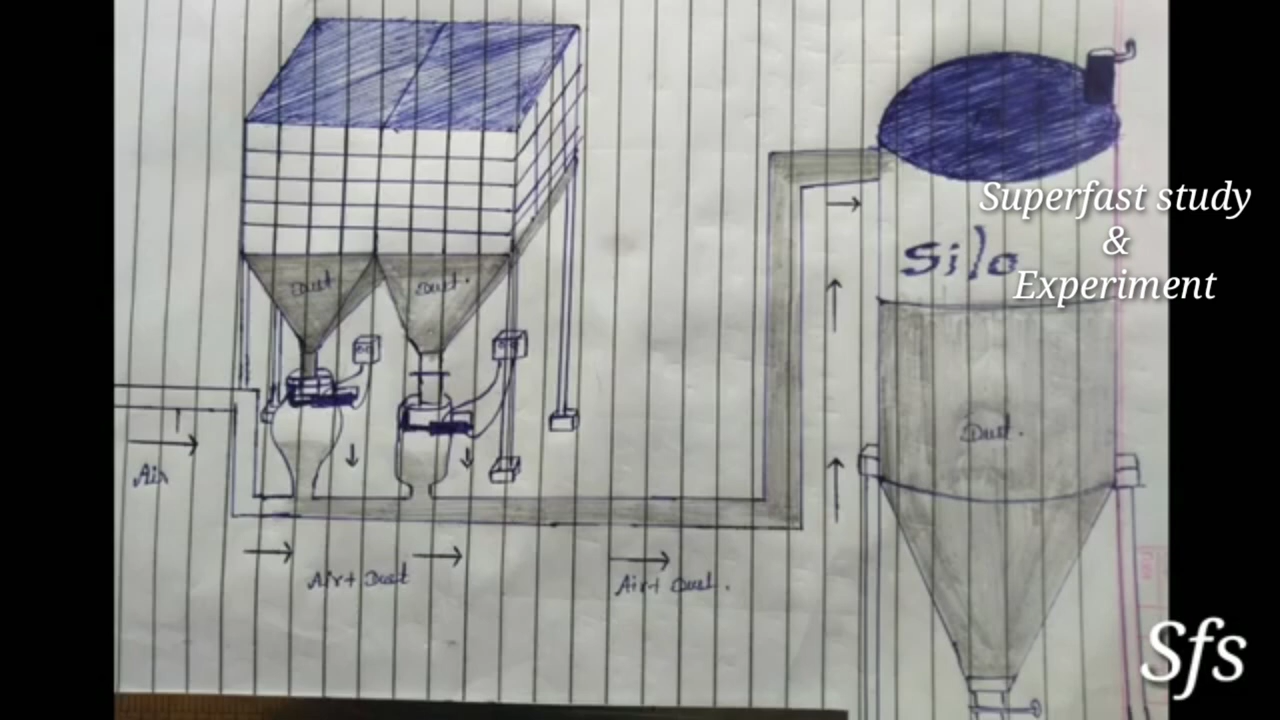 Superfast study
&
Experiment
Silo
Dust
Dust.
Dust.
Air
Air+ Dust
Air+ Dust.
Sfs